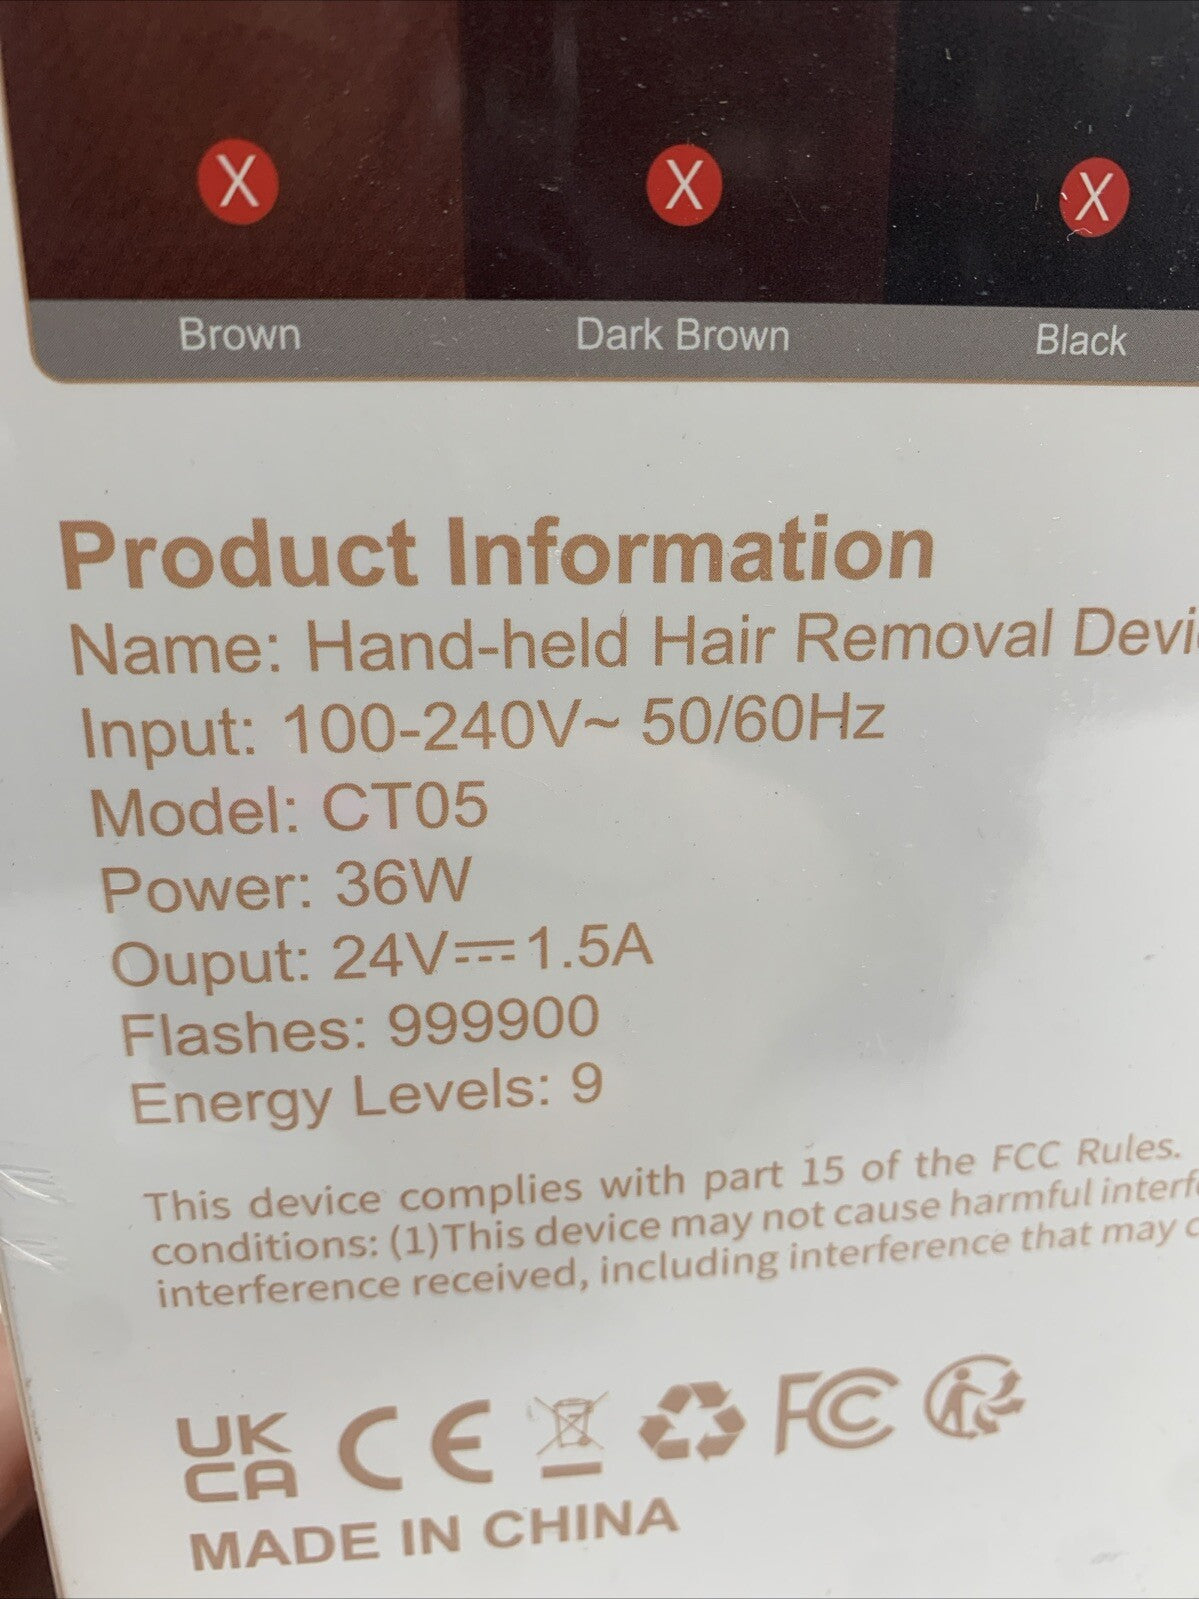 X X X
Brown Dark Brown Black
Product Information
Name: Hand-held Hair Removal Devi
Input: 100-240V~ 50/60Hz
Model: CT05
Power: 36W
Ouput: 24V⎓1.5A
Flashes: 999900
Energy Levels: 9
This device complies with part 15 of the FCC Rules.
conditions: (1)This device may not cause harmful interf
interference received, including interference that may c
UK
CA CE FC
MADE IN CHINA